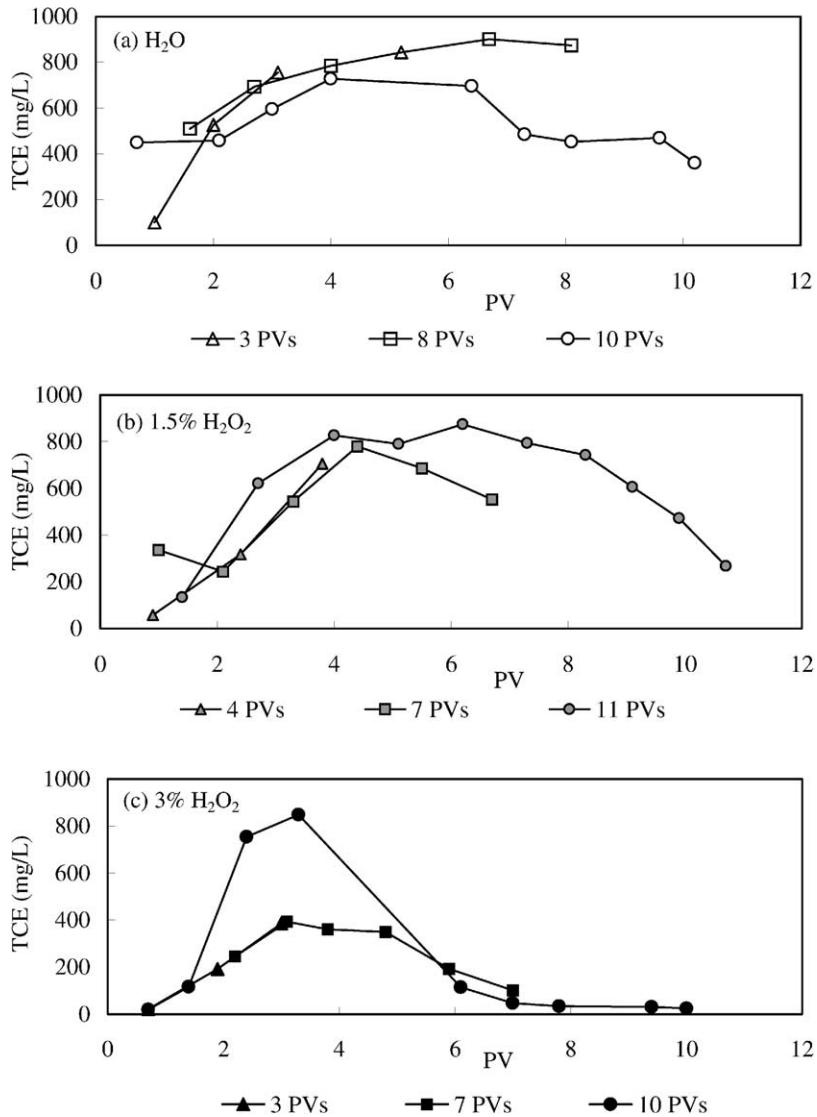 (a) H₂O
TCE (mg/L)
1000
800
600
400
200
0
0 2 4 6 8 10 12
PV
3 PVs 8 PVs 10 PVs
(b) 1.5% H₂O₂
TCE (mg/L)
1000
800
600
400
200
0
0 2 4 6 8 10 12
PV
4 PVs 7 PVs 11 PVs
(c) 3% H₂O₂
TCE (mg/L)
1000
800
600
400
200
0
0 2 4 6 8 10 12
PV
3 PVs 7 PVs 10 PVs